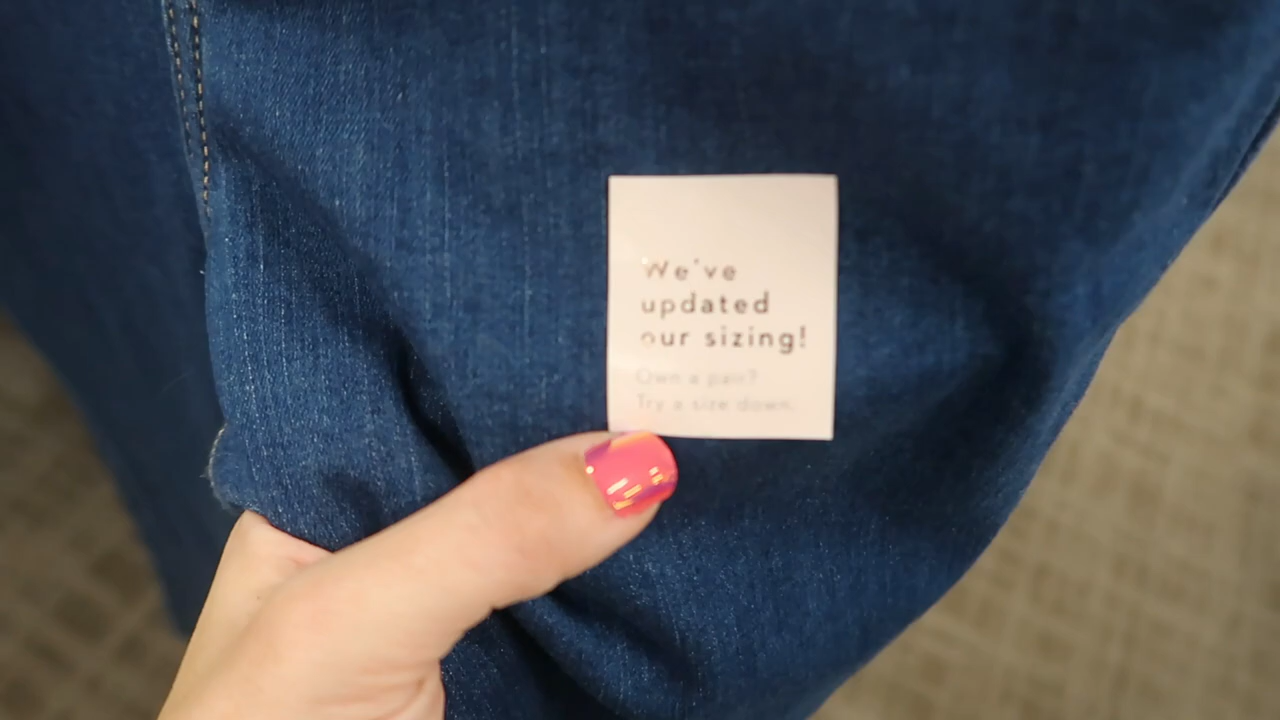 We've
updated
our sizing!
Own a pair?
Try a size down.